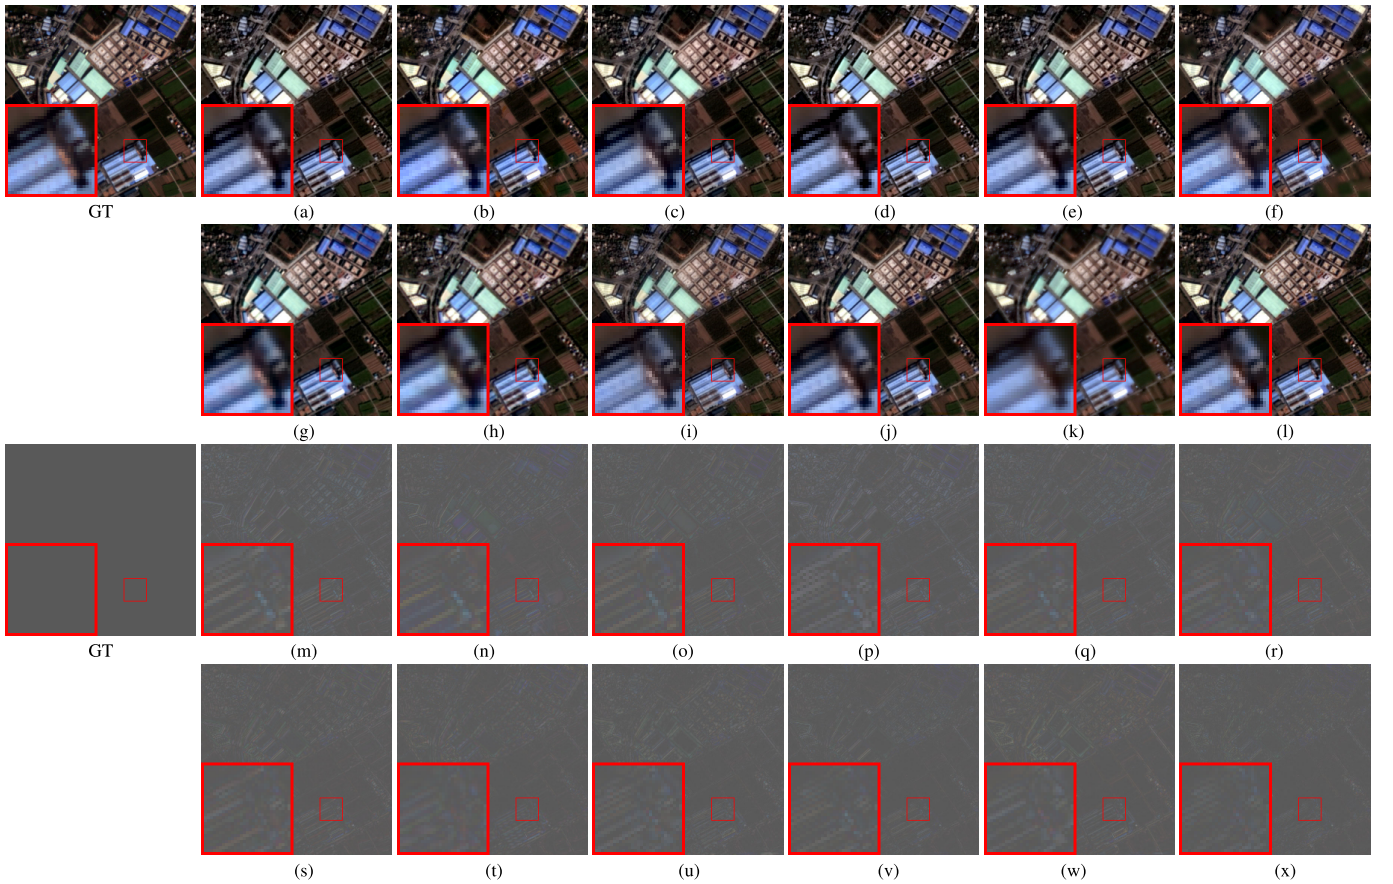 GT (a) (b) (c) (d) (e) (f)
(g) (h) (i) (j) (k) (l)
GT (m) (n) (o) (p) (q) (r)
(s) (t) (u) (v) (w) (x)